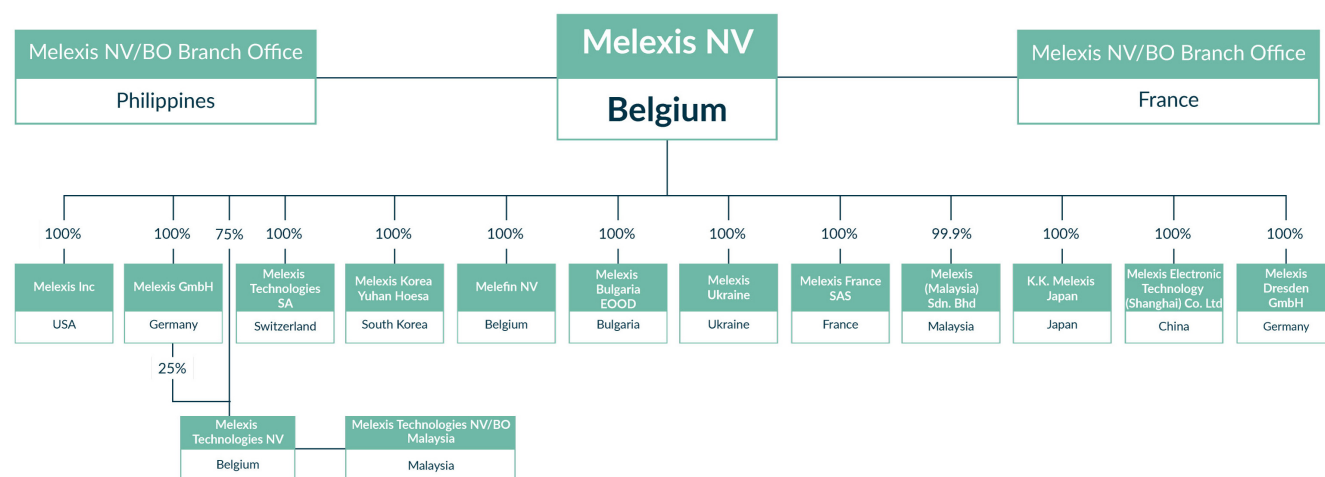 Melexis NV/BO Branch Office
Philippines
Melexis NV
Belgium
Melexis NV/BO Branch Office
France
100%
100%
75%
100%
100%
100%
100%
100%
100%
99.9%
100%
100%
100%
Melexis Inc
USA
Melexis GmbH
Germany
Melexis
Technologies
SA
Switzerland
Melexis Korea
Yuhan Hoesa
South Korea
Melefin NV
Belgium
Melexis
Bulgaria
EOOD
Bulgaria
Melexis
Ukraine
Ukraine
Melexis France
SAS
France
Melexis
(Malaysia)
Sdn. Bhd
Malaysia
K.K. Melexis
Japan
Japan
Melexis Electronic
Technology
(Shanghai) Co. Ltd
China
Melexis
Dresden
GmbH
Germany
25%
Melexis
Technologies NV
Belgium
Melexis Technologies NV/BO
Malaysia
Malaysia